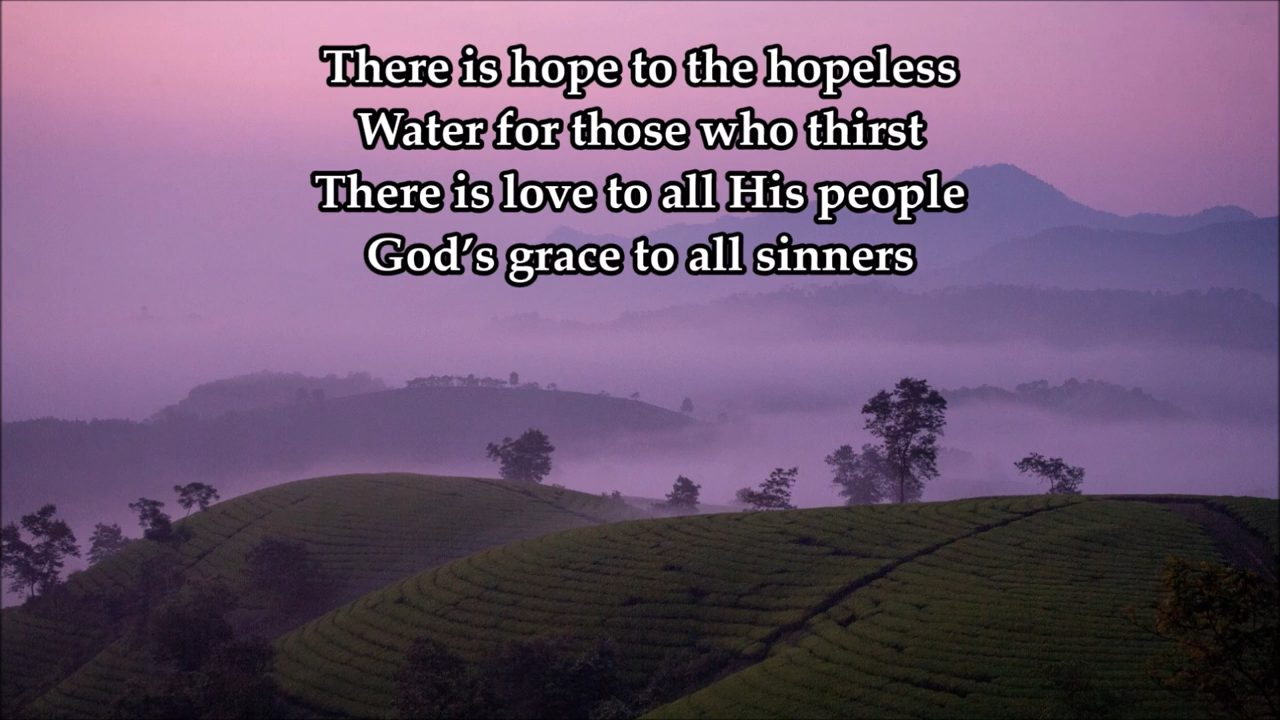 There is hope to the hopeless
Water for those who thirst
There is love to all His people
God’s grace to all sinners